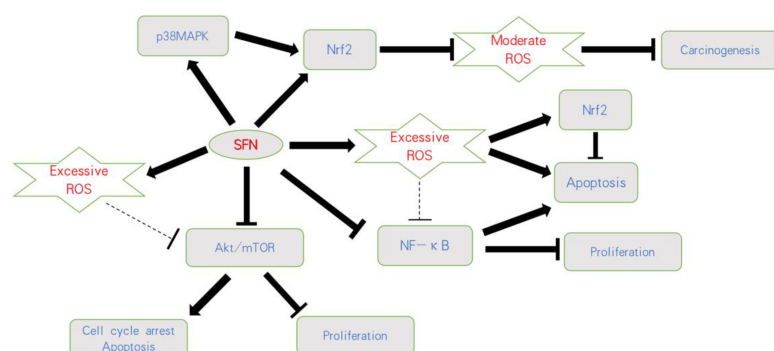 p38MAPK
Nrf2
Moderate
ROS
Carcinogenesis
SFN
Excessive
ROS
Nrf2
Excessive
ROS
Apoptosis
Akt/mTOR
NF-κB
Proliferation
Cell cycle arrest
Apoptosis
Proliferation